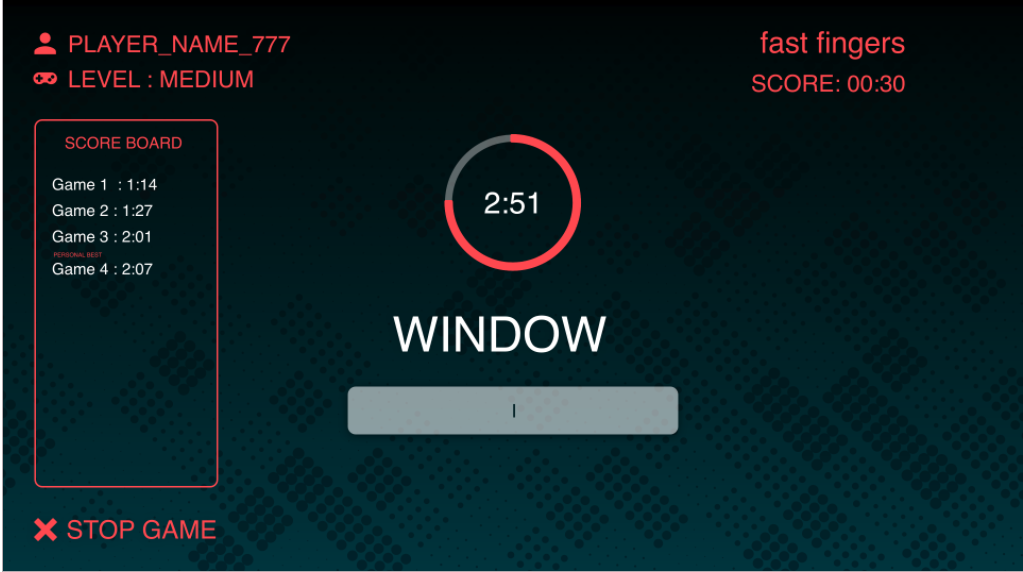 PLAYER_NAME_777
LEVEL : MEDIUM
fast fingers
SCORE: 00:30
SCORE BOARD
Game 1 : 1:14
Game 2 : 1:27
Game 3 : 2:01
PERSONAL BEST
Game 4 : 2:07
2:51
WINDOW
STOP GAME